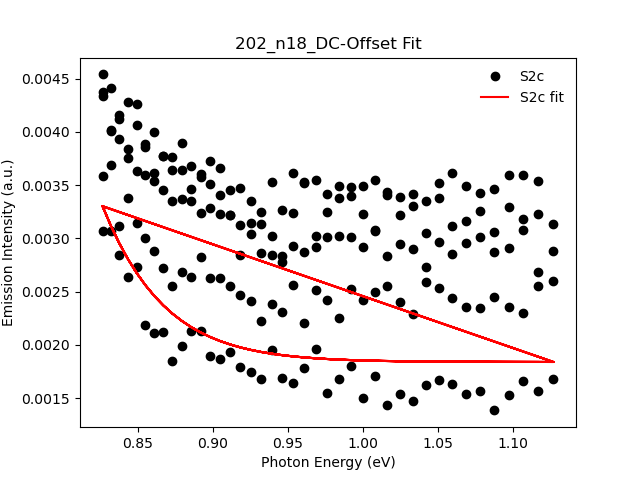 202_n18_DC-Offset Fit
S2c
S2c fit
Emission Intensity (a.u.)
0.0045
0.0040
0.0035
0.0030
0.0025
0.0020
0.0015
0.85
0.90
0.95
1.00
1.05
1.10
Photon Energy (eV)